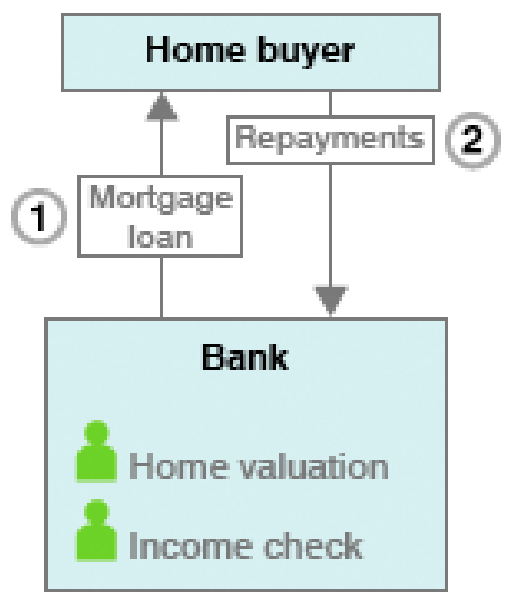 Home buyer
Repayments
2
1
Mortgage
loan
Bank
Home valuation
Income check